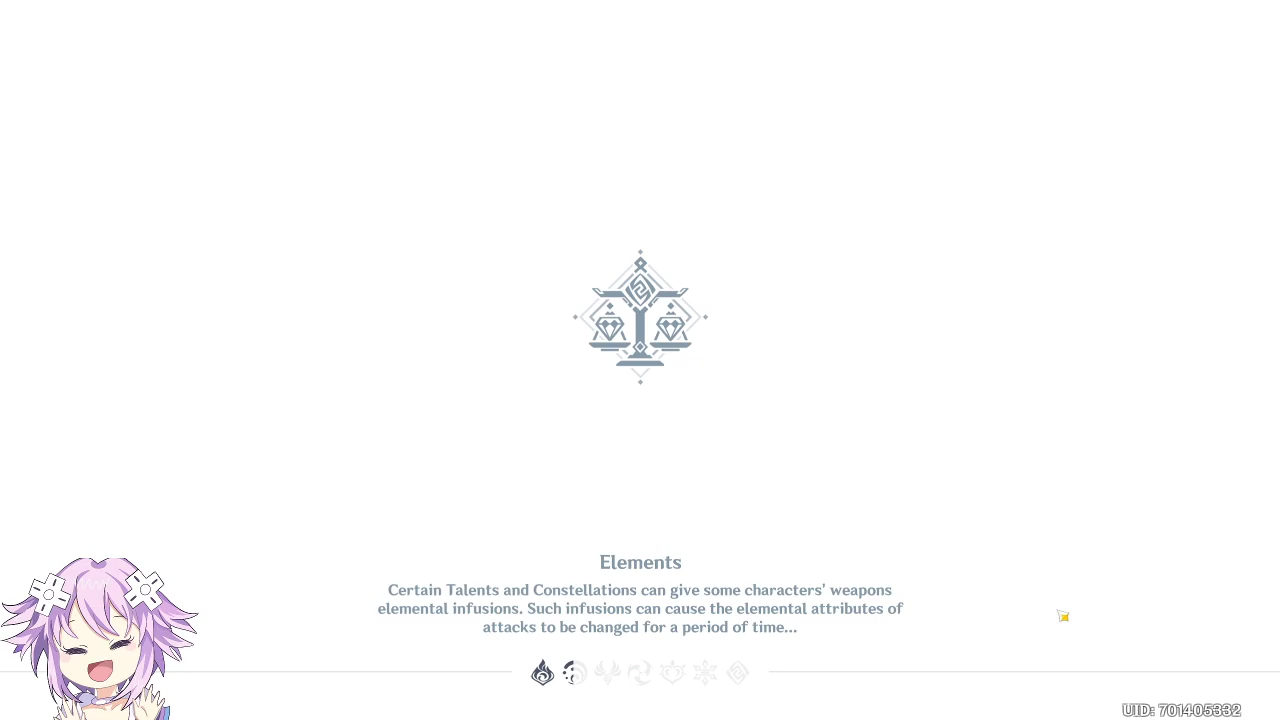 Elements
Certain Talents and Constellations can give some characters' weapons
elemental infusions. Such infusions can cause the elemental attributes of
attacks to be changed for a period of time...
UID: 701405332